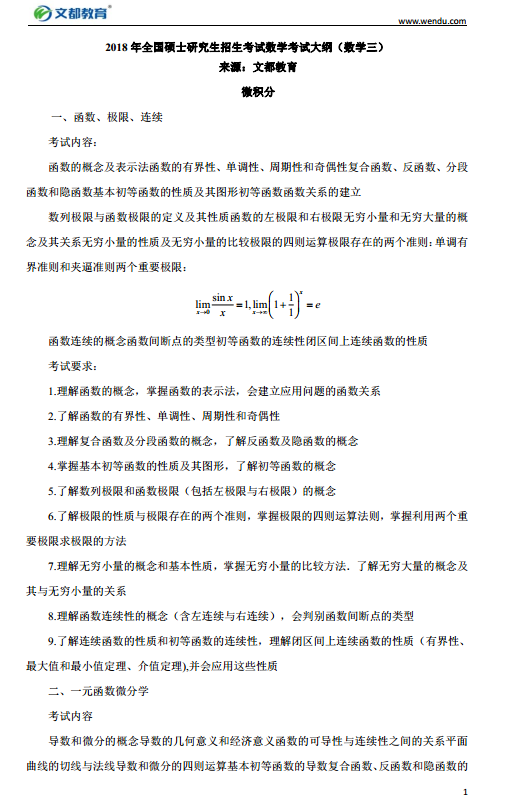 文都教育
www.wendu.com
2018 年全国硕士研究生招生考试数学考试大纲（数学三）
来源：文都教育
微积分
一、函数、极限、连续
考试内容：
函数的概念及表示法函数的有界性、单调性、周期性和奇偶性复合函数、反函数、分段
函数和隐函数基本初等函数的性质及其图形初等函数函数关系的建立
数列极限与函数极限的定义及其性质函数的左极限和右极限无穷小量和无穷大量的概
念及其关系无穷小量的性质及无穷小量的比较极限的四则运算极限存在的两个准则：单调有
界准则和夹逼准则两个重要极限：
lim_{x→0} sin x / x = 1, lim_{x→∞} (1 + 1/1)^x = e
函数连续的概念函数间断点的类型初等函数的连续性闭区间上连续函数的性质
考试要求：
1.理解函数的概念，掌握函数的表示法，会建立应用问题的函数关系
2.了解函数的有界性、单调性、周期性和奇偶性
3.理解复合函数及分段函数的概念，了解反函数及隐函数的概念
4.掌握基本初等函数的性质及其图形，了解初等函数的概念
5.了解数列极限和函数极限（包括左极限与右极限）的概念
6.了解极限的性质与极限存在的两个准则，掌握极限的四则运算法则，掌握利用两个重
要极限求极限的方法
7.理解无穷小量的概念和基本性质，掌握无穷小量的比较方法．了解无穷大量的概念及
其与无穷小量的关系
8.理解函数连续性的概念（含左连续与右连续），会判别函数间断点的类型
9.了解连续函数的性质和初等函数的连续性，理解闭区间上连续函数的性质（有界性、
最大值和最小值定理、介值定理),并会应用这些性质
二、一元函数微分学
考试内容
导数和微分的概念导数的几何意义和经济意义函数的可导性与连续性之间的关系平面
曲线的切线与法线导数和微分的四则运算基本初等函数的导数复合函数、反函数和隐函数的
1